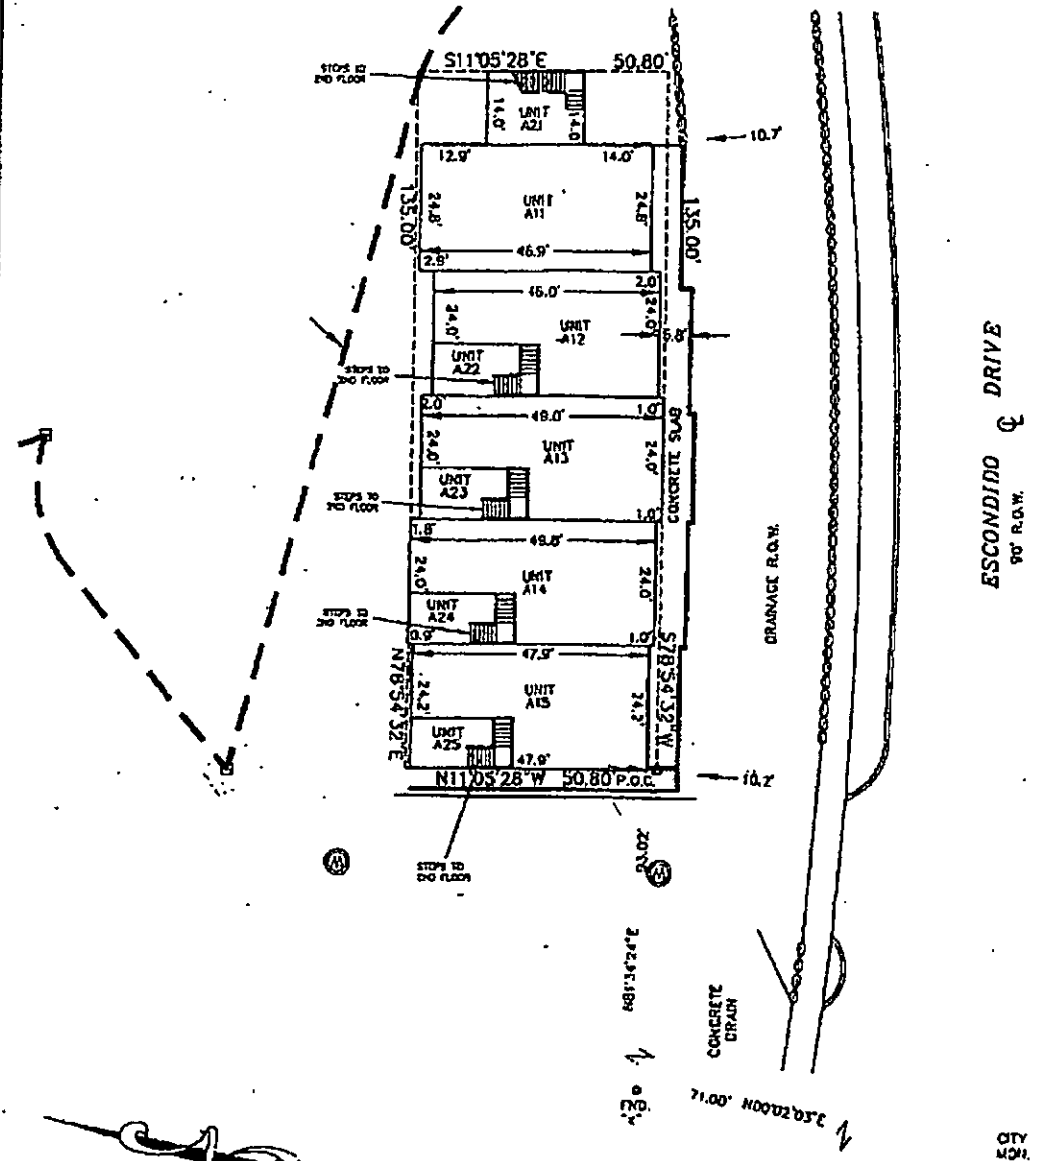 S11°05'28"E 50.80'
STEPS TO
2ND FLOOR
14.0'
UNIT
A21
14.0'
10.7'
12.9'
14.0'
135.00'
24.8'
UNIT
A11
24.8'
135.00'
46.9'
2.9'
2.0'
46.0'
24.0'
UNIT
A12
24.0'
6.8'
UNIT
A22
STEPS TO
2ND FLOOR
2.0'
1.0'
49.0'
24.0'
UNIT
A13
24.0'
CONCRETE SLAB
UNIT
A23
STEPS TO
2ND FLOOR
1.0'
1.8'
49.8'
24.0'
UNIT
A14
24.0'
UNIT
A24
STEPS TO
2ND FLOOR
0.9'
1.0'
47.9'
N78°54'32"E
24.2'
UNIT
A15
24.2'
S78°54'32"W
UNIT
A25
47.9'
N11°05'28"W 50.80' P.O.C.
10.2'
STEPS TO
2ND FLOOR
W
W
DRAINAGE R.O.W.
ESCONDIDO DRIVE
90' R.O.W.
CONCRETE
DRAIN
FND.
"X"
71.00'
CITY
MON.